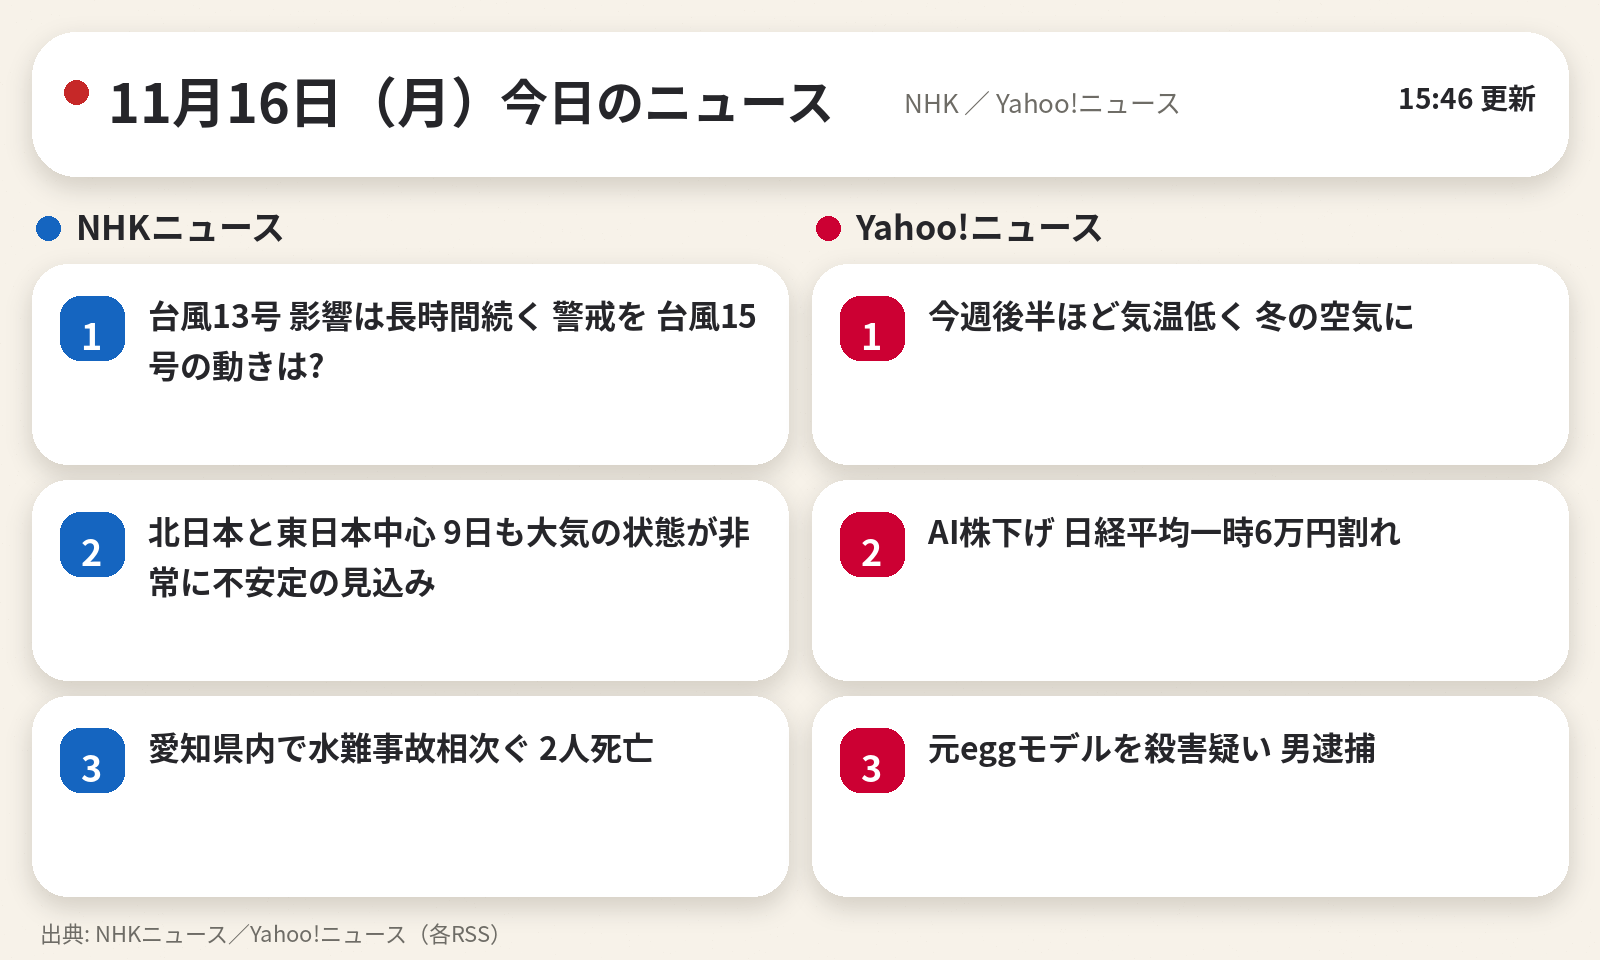 11月16日（月）今日のニュース
NHK ／ Yahoo!ニュース
15:46 更新
NHKニュース
1
台風13号 影響は長時間続く 警戒を 台風15
号の動きは?
2
北日本と東日本中心 9日も大気の状態が非
常に不安定の見込み
3
愛知県内で水難事故相次ぐ 2人死亡
Yahoo!ニュース
1
今週後半ほど気温低く 冬の空気に
2
AI株下げ 日経平均一時6万円割れ
3
元eggモデルを殺害疑い 男逮捕
出典: NHKニュース／Yahoo!ニュース（各RSS）